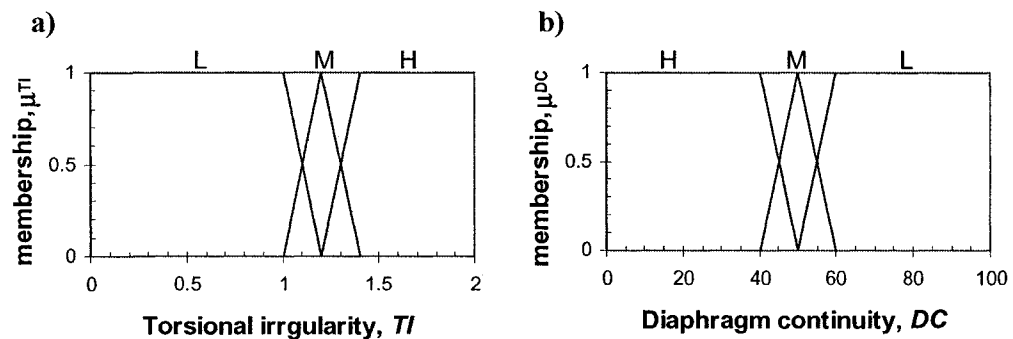 a)
L M H
membership, μTI
1
0.5
0
0 0.5 1 1.5 2
Torsional irrgularity, TI
b)
H M L
membership, μDC
1
0.5
0
0 20 40 60 80 100
Diaphragm continuity, DC